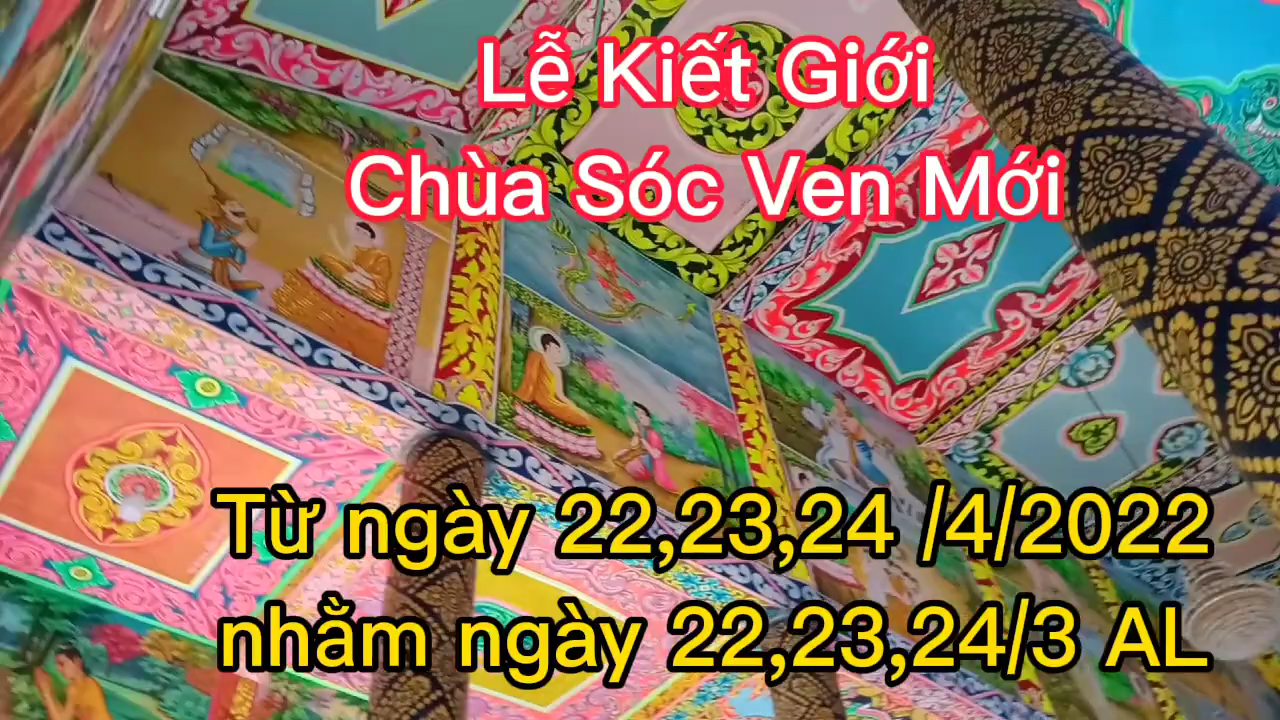 Lễ Kiết Giới
Chùa Sóc Ven Mới
Từ ngày 22,23,24 /4/2022
nhằm ngày 22,23,24/3 AL